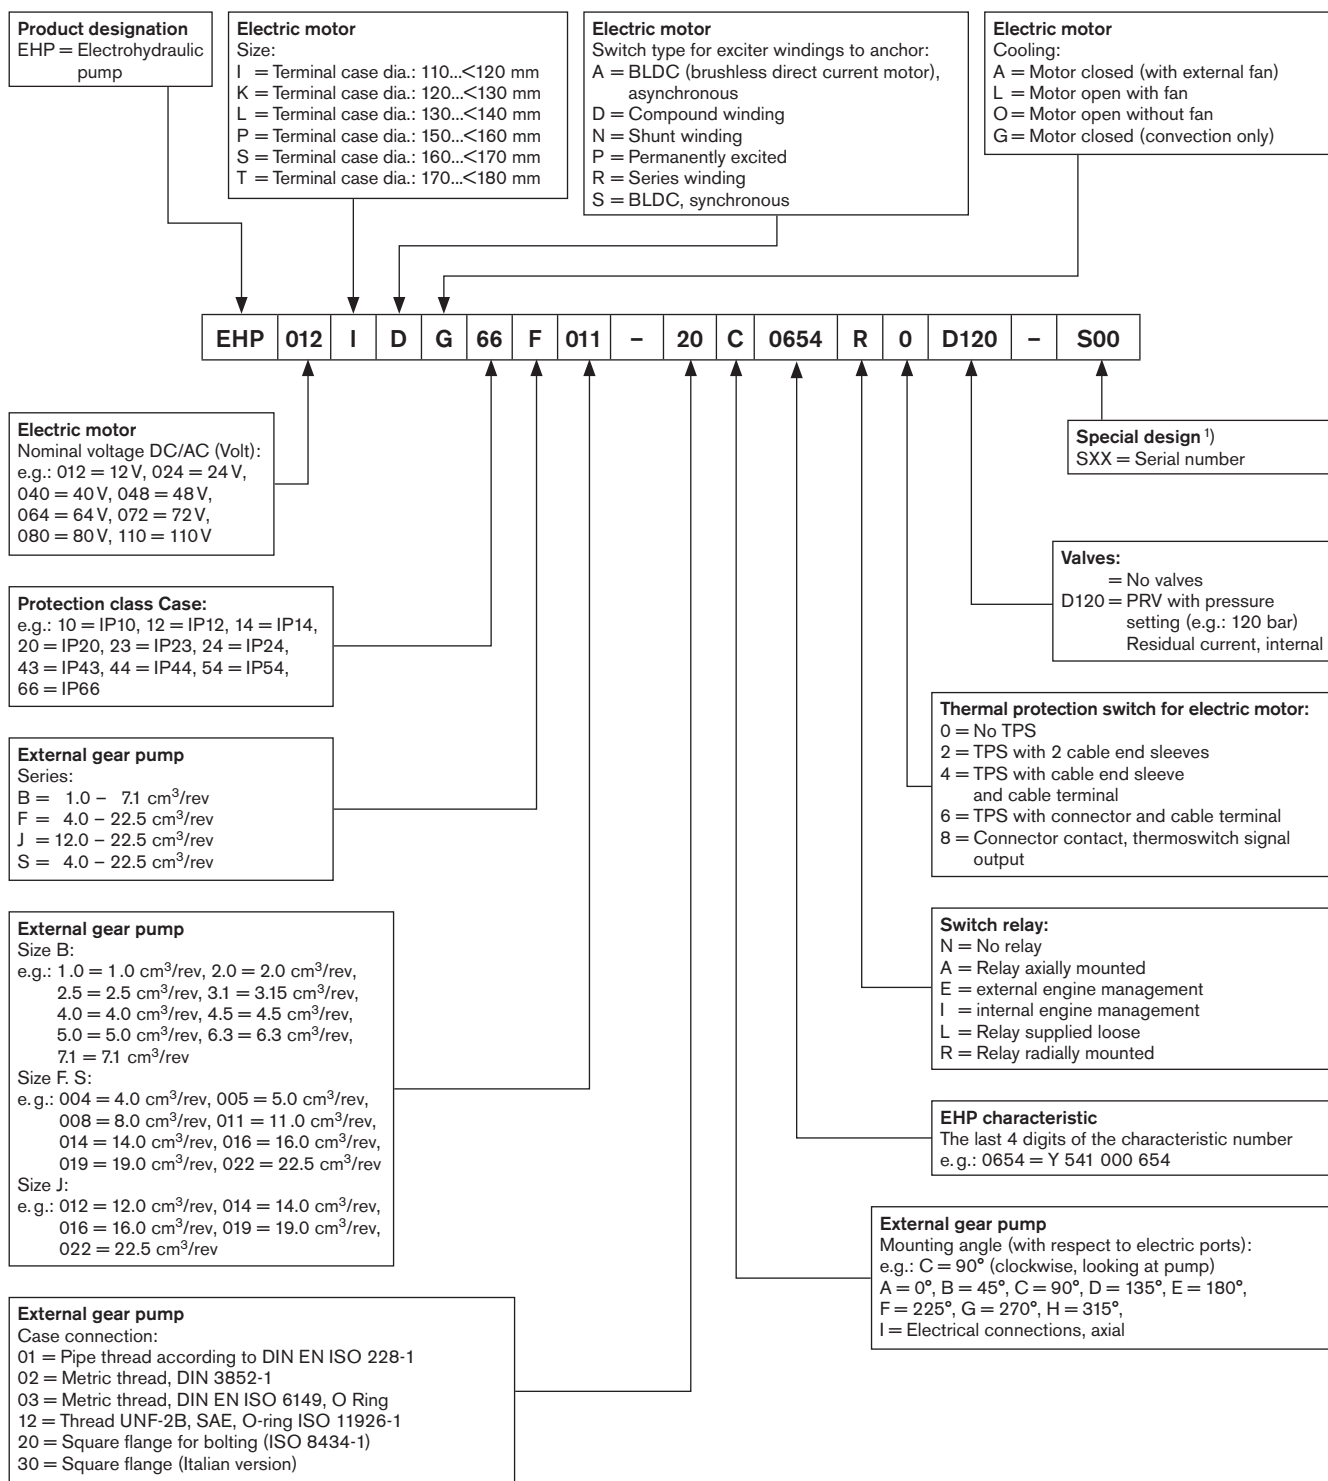 Product designation
EHP = Electrohydraulic
pump
Electric motor
Size:
I = Terminal case dia.: 110...<120 mm
K = Terminal case dia.: 120...<130 mm
L = Terminal case dia.: 130...<140 mm
P = Terminal case dia.: 150...<160 mm
S = Terminal case dia.: 160...<170 mm
T = Terminal case dia.: 170...<180 mm
Electric motor
Switch type for exciter windings to anchor:
A = BLDC (brushless direct current motor),
asynchronous
D = Compound winding
N = Shunt winding
P = Permanently excited
R = Series winding
S = BLDC, synchronous
Electric motor
Cooling:
A = Motor closed (with external fan)
L = Motor open with fan
O = Motor open without fan
G = Motor closed (convection only)
EHP 012 I D G 66 F 011 – 20 C 0654 R 0 D120 – S00
Electric motor
Nominal voltage DC/AC (Volt):
e.g.: 012 = 12 V, 024 = 24 V,
040 = 40 V, 048 = 48 V,
064 = 64 V, 072 = 72 V,
080 = 80 V, 110 = 110 V
Protection class Case:
e.g.: 10 = IP10, 12 = IP12, 14 = IP14,
20 = IP20, 23 = IP23, 24 = IP24,
43 = IP43, 44 = IP44, 54 = IP54,
66 = IP66
External gear pump
Series:
B = 1.0 – 7.1 cm³/rev
F = 4.0 – 22.5 cm³/rev
J = 12.0 – 22.5 cm³/rev
S = 4.0 – 22.5 cm³/rev
External gear pump
Size B:
e.g.: 1.0 = 1.0 cm³/rev, 2.0 = 2.0 cm³/rev,
2.5 = 2.5 cm³/rev, 3.1 = 3.15 cm³/rev,
4.0 = 4.0 cm³/rev, 4.5 = 4.5 cm³/rev,
5.0 = 5.0 cm³/rev, 6.3 = 6.3 cm³/rev,
7.1 = 7.1 cm³/rev
Size F. S:
e.g.: 004 = 4.0 cm³/rev, 005 = 5.0 cm³/rev,
008 = 8.0 cm³/rev, 011 = 11.0 cm³/rev,
014 = 14.0 cm³/rev, 016 = 16.0 cm³/rev,
019 = 19.0 cm³/rev, 022 = 22.5 cm³/rev
Size J:
e.g.: 012 = 12.0 cm³/rev, 014 = 14.0 cm³/rev,
016 = 16.0 cm³/rev, 019 = 19.0 cm³/rev,
022 = 22.5 cm³/rev
External gear pump
Case connection:
01 = Pipe thread according to DIN EN ISO 228-1
02 = Metric thread, DIN 3852-1
03 = Metric thread, DIN EN ISO 6149, O Ring
12 = Thread UNF-2B, SAE, O-ring ISO 11926-1
20 = Square flange for bolting (ISO 8434-1)
30 = Square flange (Italian version)
Special design ¹)
SXX = Serial number
Valves:
= No valves
D120 = PRV with pressure
setting (e.g.: 120 bar)
Residual current, internal
Thermal protection switch for electric motor:
0 = No TPS
2 = TPS with 2 cable end sleeves
4 = TPS with cable end sleeve
and cable terminal
6 = TPS with connector and cable terminal
8 = Connector contact, thermoswitch signal
output
Switch relay:
N = No relay
A = Relay axially mounted
E = external engine management
I = internal engine management
L = Relay supplied loose
R = Relay radially mounted
EHP characteristic
The last 4 digits of the characteristic number
e.g.: 0654 = Y 541 000 654
External gear pump
Mounting angle (with respect to electric ports):
e.g.: C = 90° (clockwise, looking at pump)
A = 0°, B = 45°, C = 90°, D = 135°, E = 180°,
F = 225°, G = 270°, H = 315°,
I = Electrical connections, axial